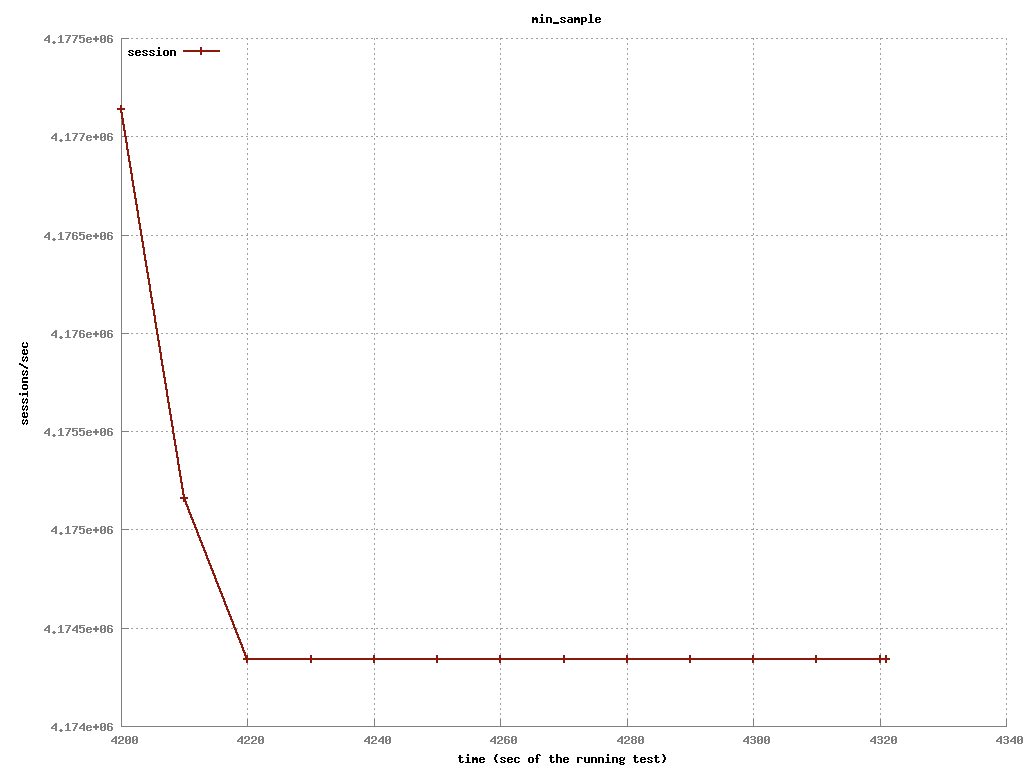 min_sample
4.1775e+06
session
4.177e+06
4.1765e+06
4.176e+06
sessions/sec
4.1755e+06
4.175e+06
4.1745e+06
4.174e+06
4200 4220 4240 4260 4280 4300 4320 4340
time (sec of the running test)